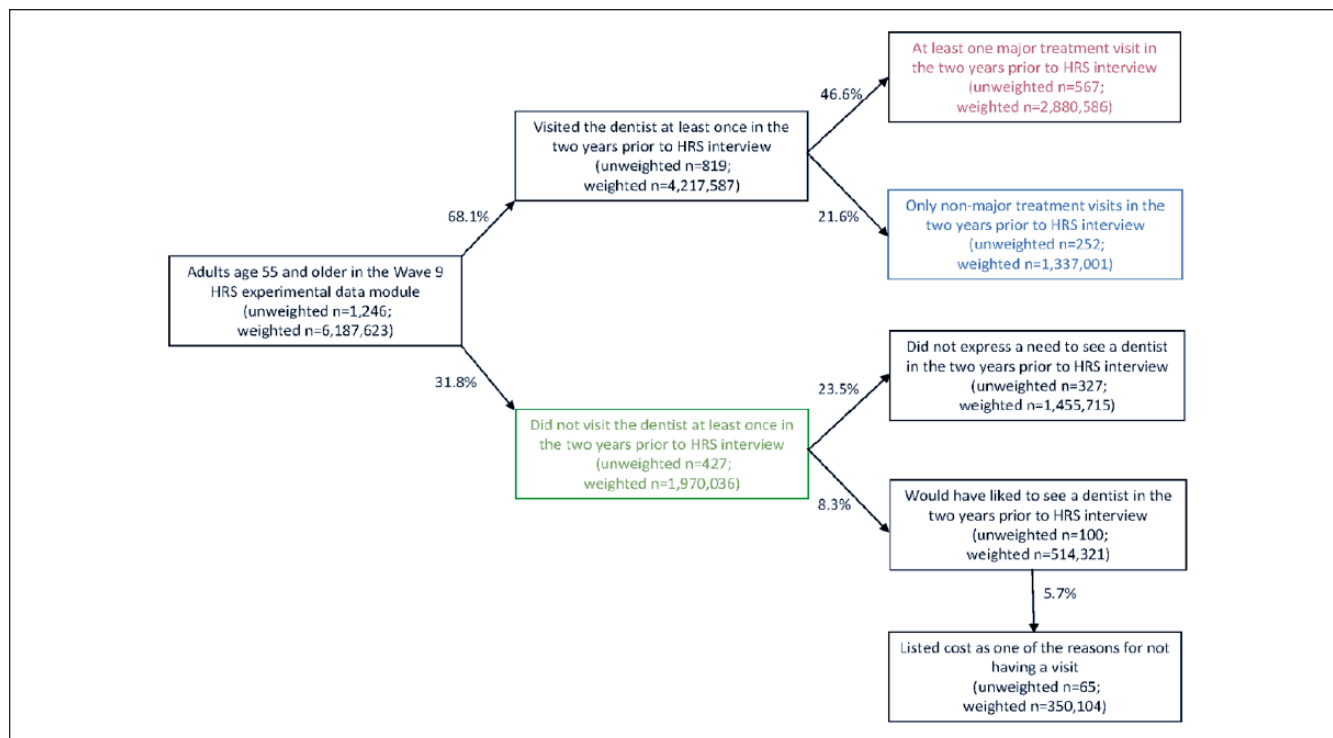 At least one major treatment visit in
the two years prior to HRS interview
(unweighted n=567;
weighted n=2,880,586)
46.6%
Visited the dentist at least once in the
two years prior to HRS interview
(unweighted n=819;
weighted n=4,217,587)
Only non-major treatment visits in the
two years prior to HRS interview
(unweighted n=252;
weighted n=1,337,001)
21.6%
68.1%
Adults age 55 and older in the Wave 9
HRS experimental data module
(unweighted n=1,246;
weighted n=6,187,623)
31.8%
Did not express a need to see a dentist
in the two years prior to HRS interview
(unweighted n=327;
weighted n=1,455,715)
23.5%
Did not visit the dentist at least once in
the two years prior to HRS interview
(unweighted n=427;
weighted n=1,970,036)
8.3%
Would have liked to see a dentist in the
two years prior to HRS interview
(unweighted n=100;
weighted n=514,321)
5.7%
Listed cost as one of the reasons for not
having a visit
(unweighted n=65;
weighted n=350,104)